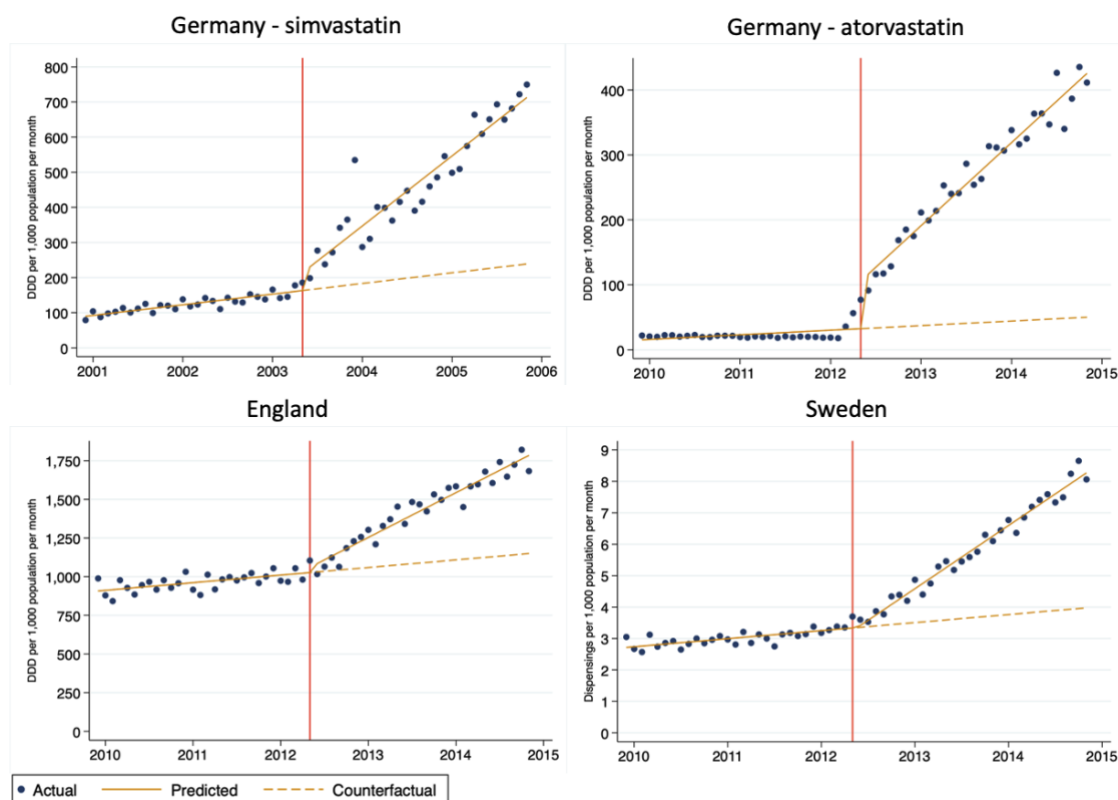 Germany - simvastatin
DDD per 1,000 population per month
800
700
600
500
400
300
200
100
0
2001 2002 2003 2004 2005 2006
Germany - atorvastatin
DDD per 1,000 population per month
400
300
200
100
0
2010 2011 2012 2013 2014 2015
England
DDD per 1,000 population per month
1,750
1,500
1,250
1,000
750
500
250
0
2010 2011 2012 2013 2014 2015
Sweden
Dispensings per 1,000 population per month
9
8
7
6
5
4
3
2
1
0
2010 2011 2012 2013 2014 2015
Actual Predicted Counterfactual